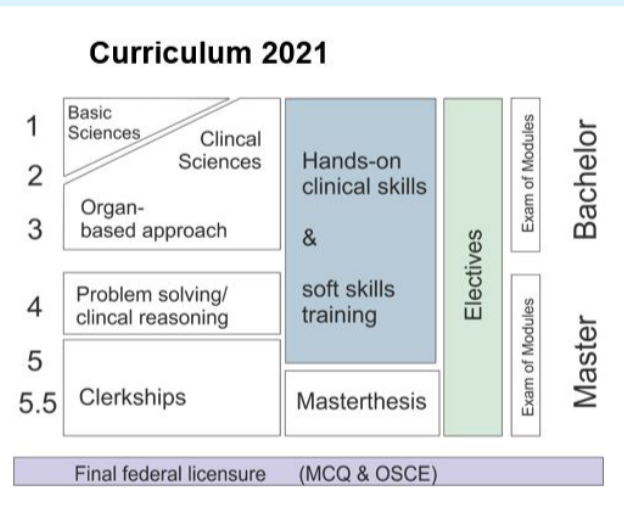 Curriculum 2021
1
2
3
4
5
5.5
Basic
Sciences
Clincal
Sciences
Organ-
based approach
Problem solving/
clincal reasoning
Clerkships
Hands-on
clinical skills
&
soft skills
training
Masterthesis
Electives
Exam of Modules
Exam of Modules
Bachelor
Master
Final federal licensure (MCQ & OSCE)